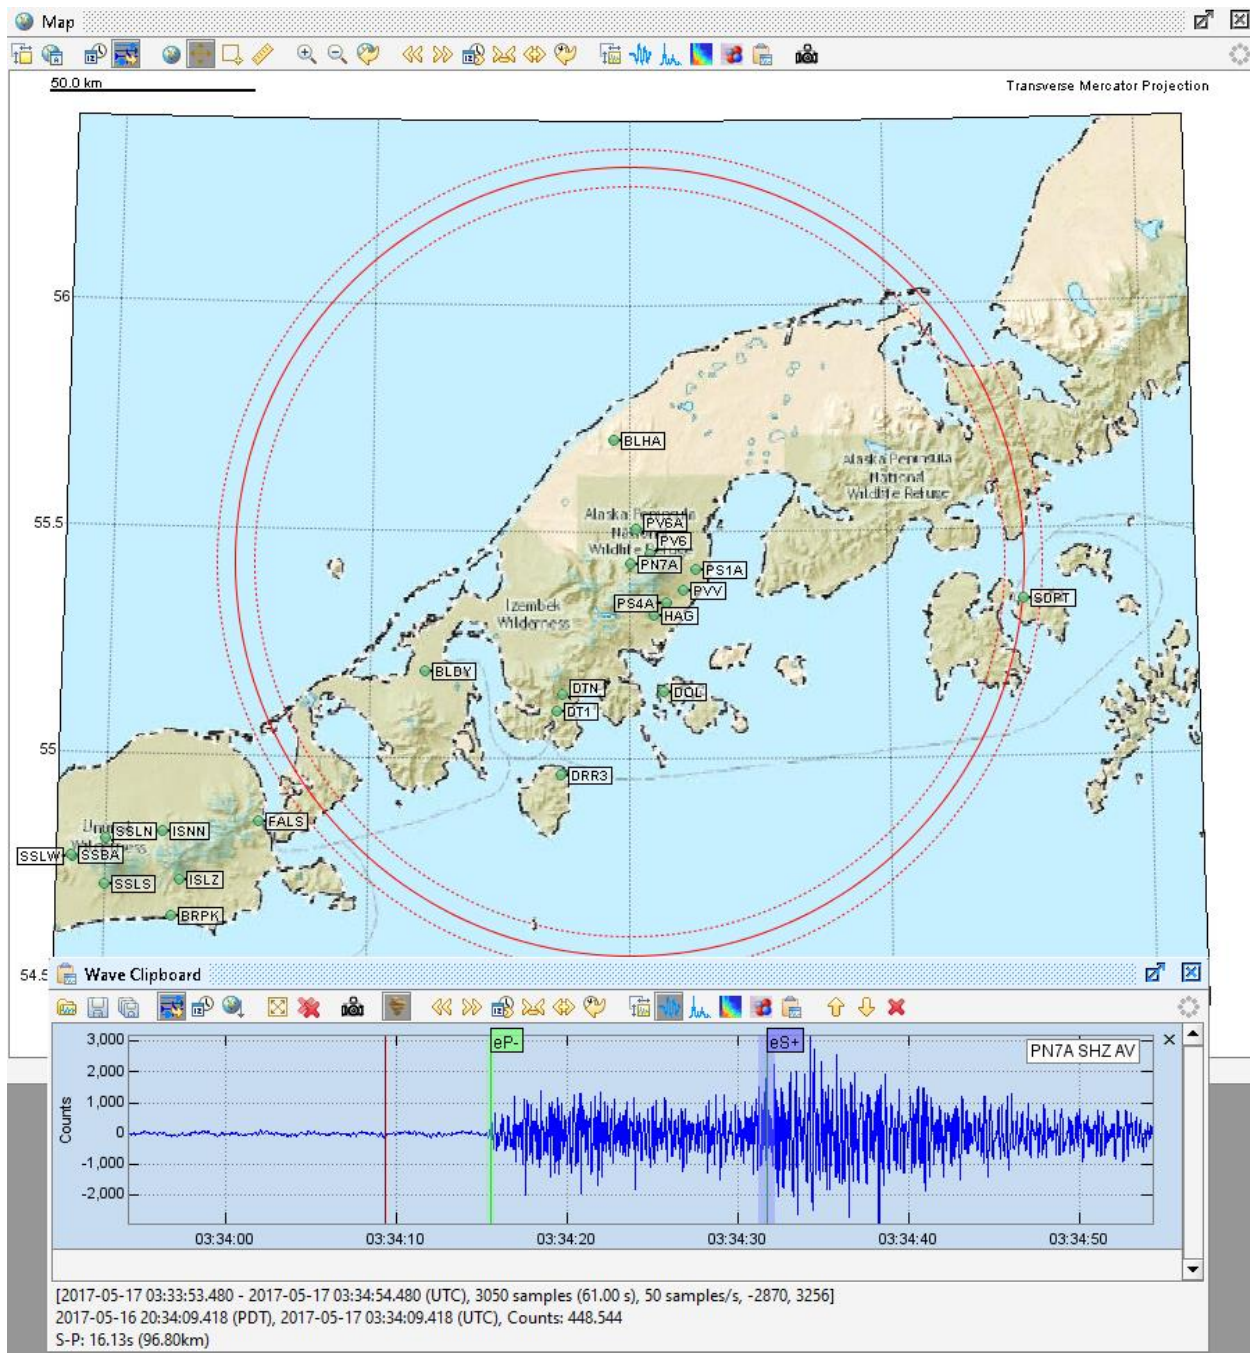 Map
50.0 km
Transverse Mercator Projection
56
BLHA
Alaska Peninsula
National
Wildlife Refuge
55.5
PV6A
Alaska Peninsula
PV6
Wildlife Refuge
PN7A
PS1A
PVV
PS4A
HAG
SDPT
Izembek
Wilderness
BLDY
DTN
DOL
DT1
55
DRR3
FALS
SSLN
ISNN
Wilderness
SSLW
SSBA
SSLS
ISLZ
BRPK
54.5
Wave Clipboard
3,000
eP-
eS+
PN7A SHZ AV
2,000
1,000
Counts
0
-1,000
-2,000
03:34:00
03:34:10
03:34:20
03:34:30
03:34:40
03:34:50
[2017-05-17 03:33:53.480 - 2017-05-17 03:34:54.480 (UTC), 3050 samples (61.00 s), 50 samples/s, -2870, 3256]
2017-05-16 20:34:09.418 (PDT), 2017-05-17 03:34:09.418 (UTC), Counts: 448.544
S-P: 16.13s (96.80km)